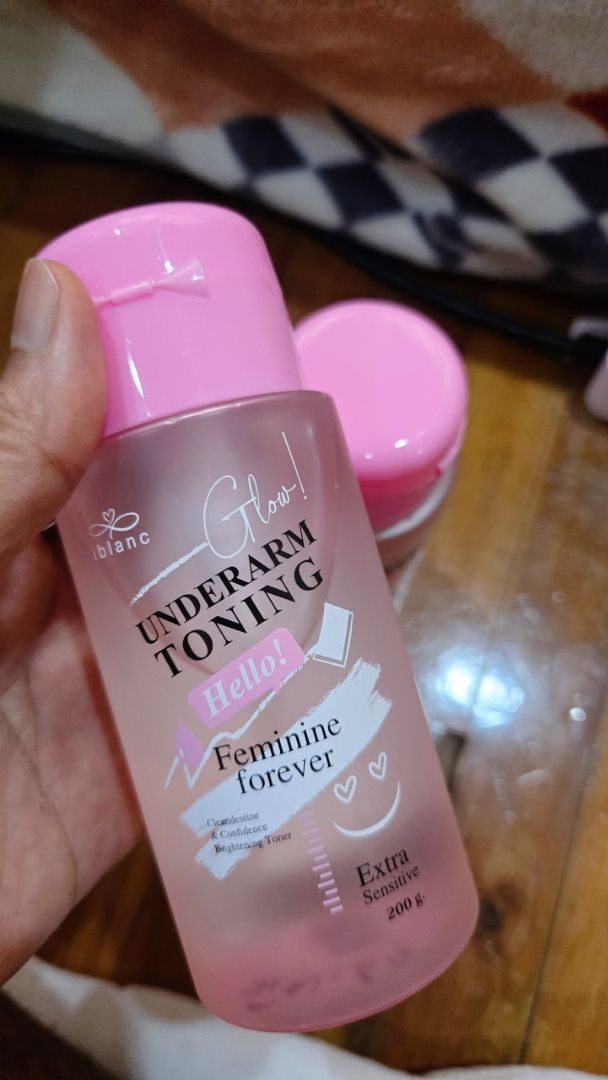 iblanc
Glow!
UNDERARM
TONING
Hello!
Feminine
forever
Clandestine
& Confidence
Brightening Toner
Extra
Sensitive
200 g.